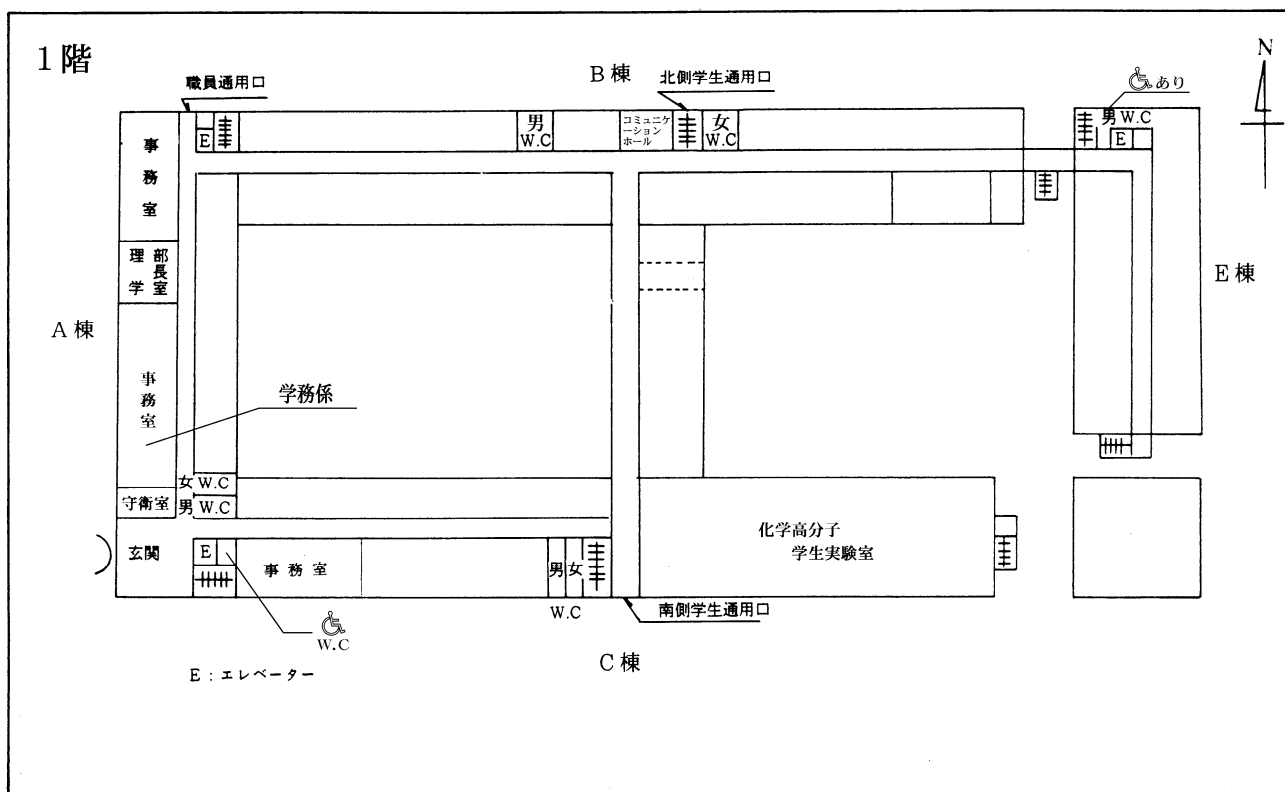 1階
N
職員通用口
B棟
北側学生通用口
あり
E
男
W.C
コミュニケ
ーション
ホール
女
W.C
男 W.C
E
事
務
室
理学
部長室
E棟
A棟
事
務
室
学務係
女 W.C
守衛室
男 W.C
玄関
E
事務室
男
女
W.C
化学高分子
学生実験室
南側学生通用口
W.C
C棟
E:エレベーター